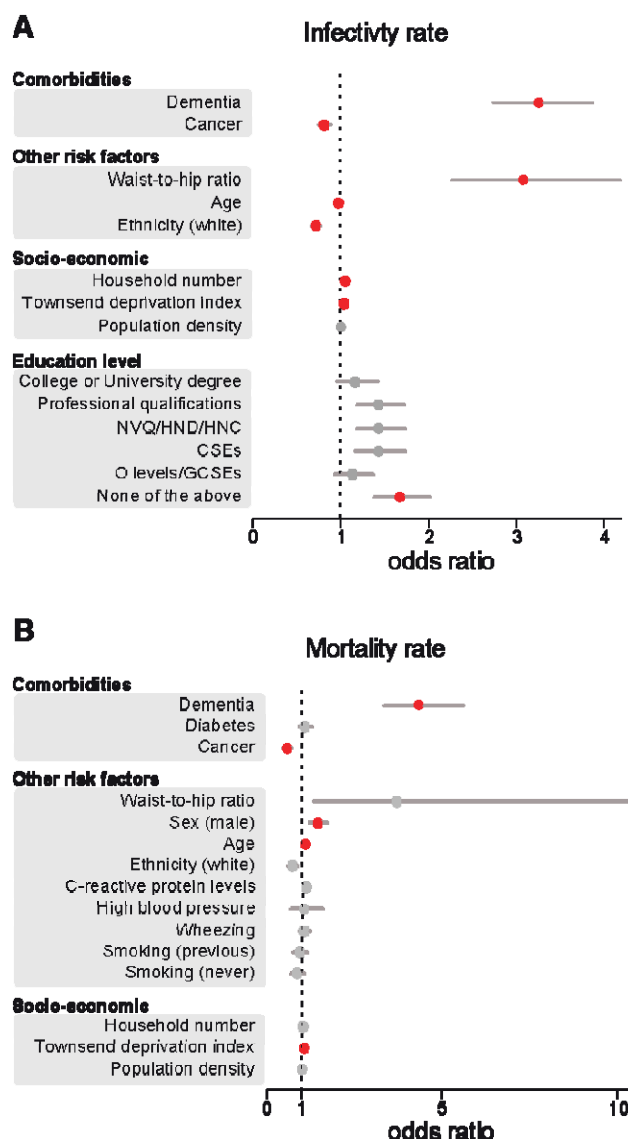 A
Infectivty rate
Comorbidities
Dementia
Cancer
Other risk factors
Waist-to-hip ratio
Age
Ethnicity (white)
Socio-economic
Household number
Townsend deprivation index
Population density
Education level
College or University degree
Professional qualifications
NVQ/HND/HNC
CSEs
O levels/GCSEs
None of the above
0 1 2 3 4
odds ratio
B
Mortality rate
Comorbidities
Dementia
Diabetes
Cancer
Other risk factors
Waist-to-hip ratio
Sex (male)
Age
Ethnicity (white)
C-reactive protein levels
High blood pressure
Wheezing
Smoking (previous)
Smoking (never)
Socio-economic
Household number
Townsend deprivation index
Population density
0 1 5 10
odds ratio